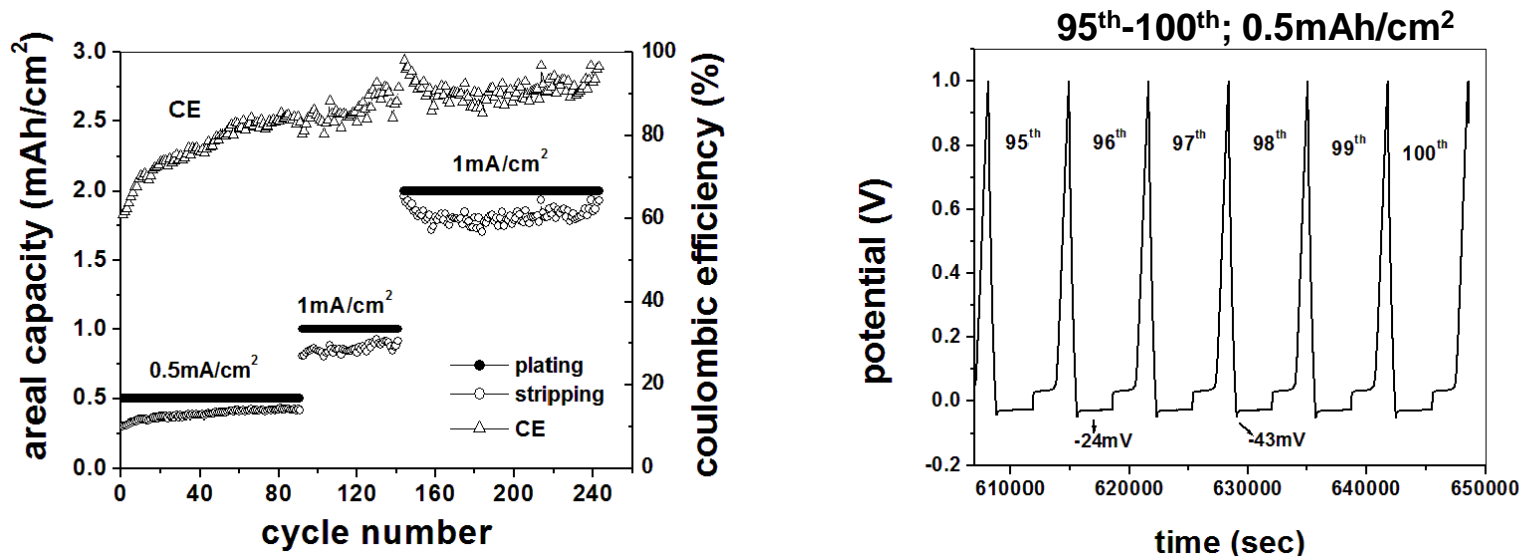 3.0
2.5
2.0
1.5
1.0
0.5
0.0
areal capacity (mAh/cm²)
100
80
60
40
20
0
coulombic efficiency (%)
CE
1mA/cm²
1mA/cm²
0.5mA/cm²
plating
stripping
CE
0 40 80 120 160 200 240
cycle number
95th-100th; 0.5mAh/cm²
1.0
0.8
0.6
0.4
0.2
0.0
-0.2
potential (V)
95th 96th 97th 98th 99th 100th
-24mV -43mV
610000 620000 630000 640000 650000
time (sec)